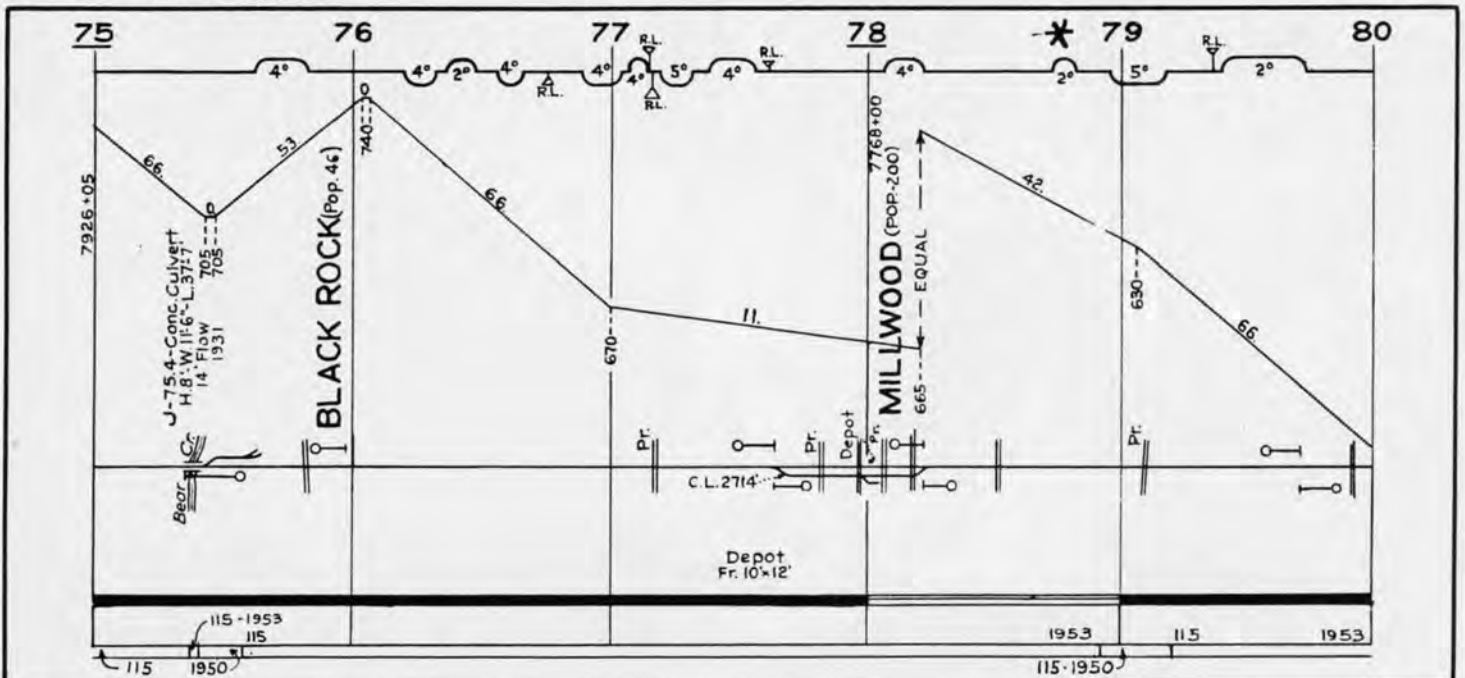 75 76 77 78 * 79 80
R.L. R.L. R.L.
4° 4° 2° 4° 4° 4° 5° 4° 4° 2° 5° 2°
R.L. R.L.
66. 0 53 0 66. 11. 42. 66.
7926+05
J-75.4-Conc. Culvert
H.8'-W.11'6"-L.37'7"
14' Flow
1931
705
705
740
BLACK ROCK (Pop. 46)
670
7768+00
MILLWOOD (POP.-200)
EQUAL
665
630
Bear Cr.
Pr. Pr. Depot Pr. Pr.
C.L. 2714'
Depot
Fr. 10'x12'
115-1953
115 1953 115 1953
115 1950 115-1950